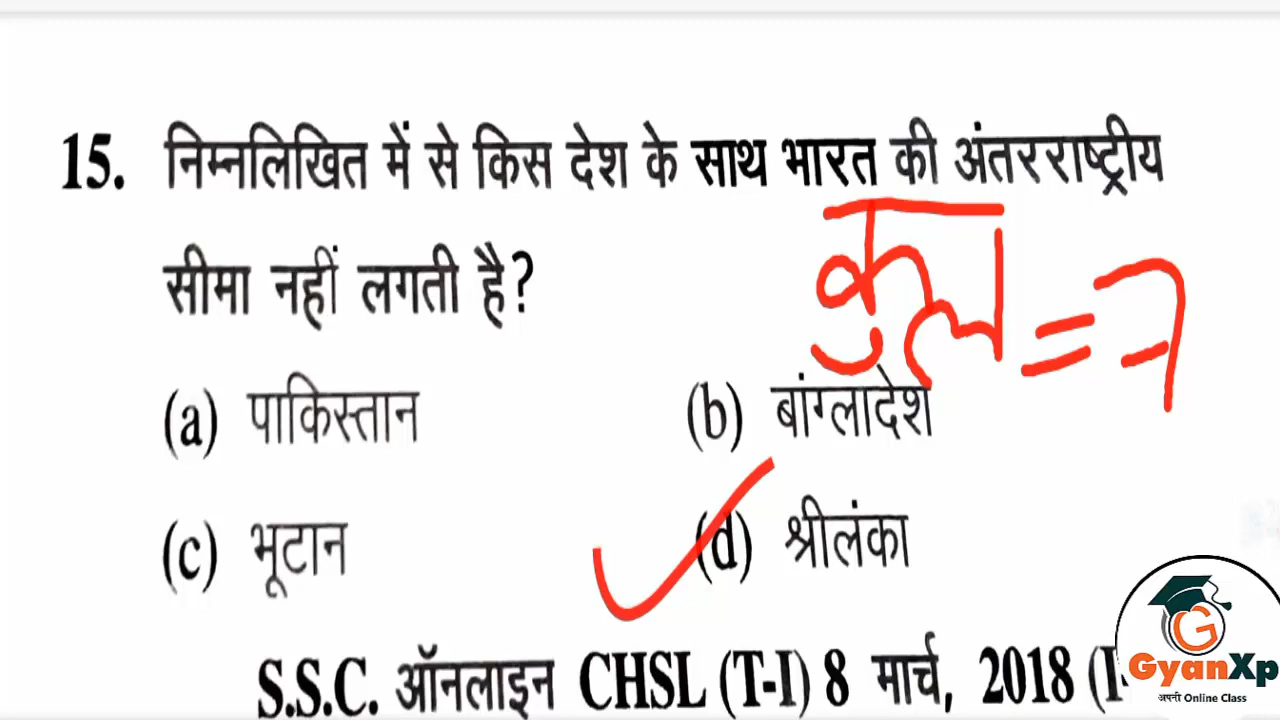 15. निम्नलिखित में से किस देश के साथ भारत की अंतरराष्ट्रीय
सीमा नहीं लगती है?
कुल = 7
(a) पाकिस्तान (b) बांग्लादेश
(c) भूटान (d) श्रीलंका
S.S.C. ऑनलाइन CHSL (T-I) 8 मार्च, 2018 (I-
G
GyanXp
अपनी Online Class